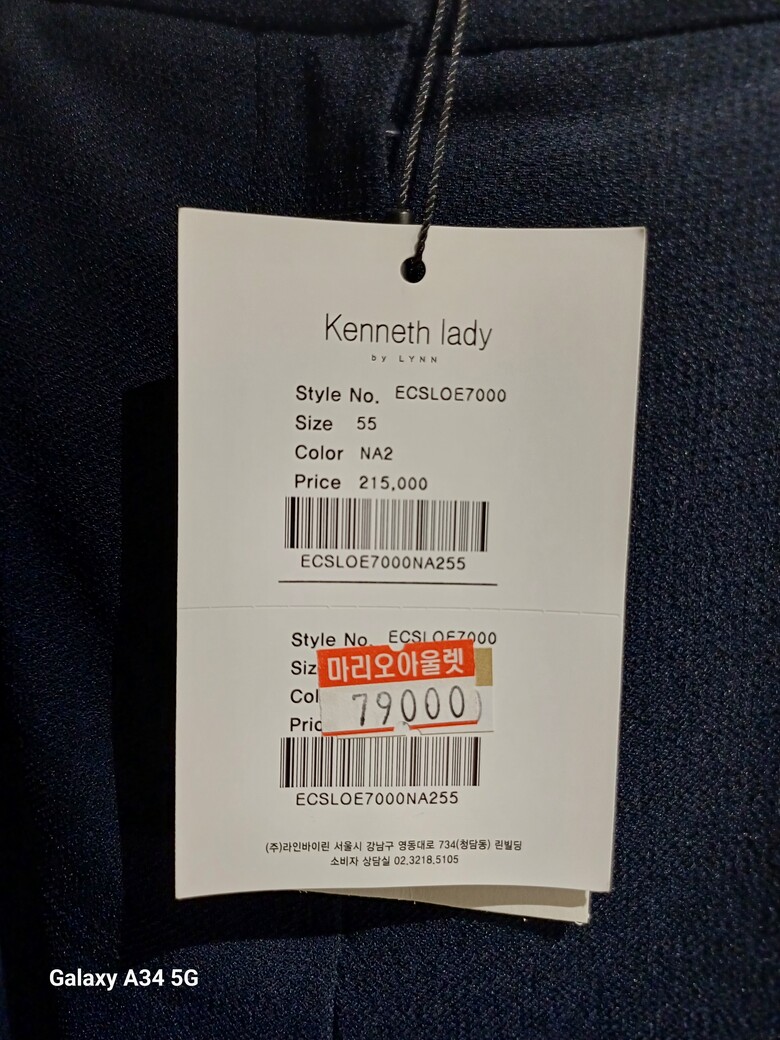 Kenneth lady
by LYNN
Style No. ECSLOE7000
Size 55
Color NA2
Price 215,000
ECSLOE7000NA255
Style No. ECSLOE7000
마리오아울렛
79000
ECSLOE7000NA255
(주)라인바이린 서울시 강남구 영동대로 734(청담동) 린빌딩
소비자 상담실 02.3218.5105
Galaxy A34 5G